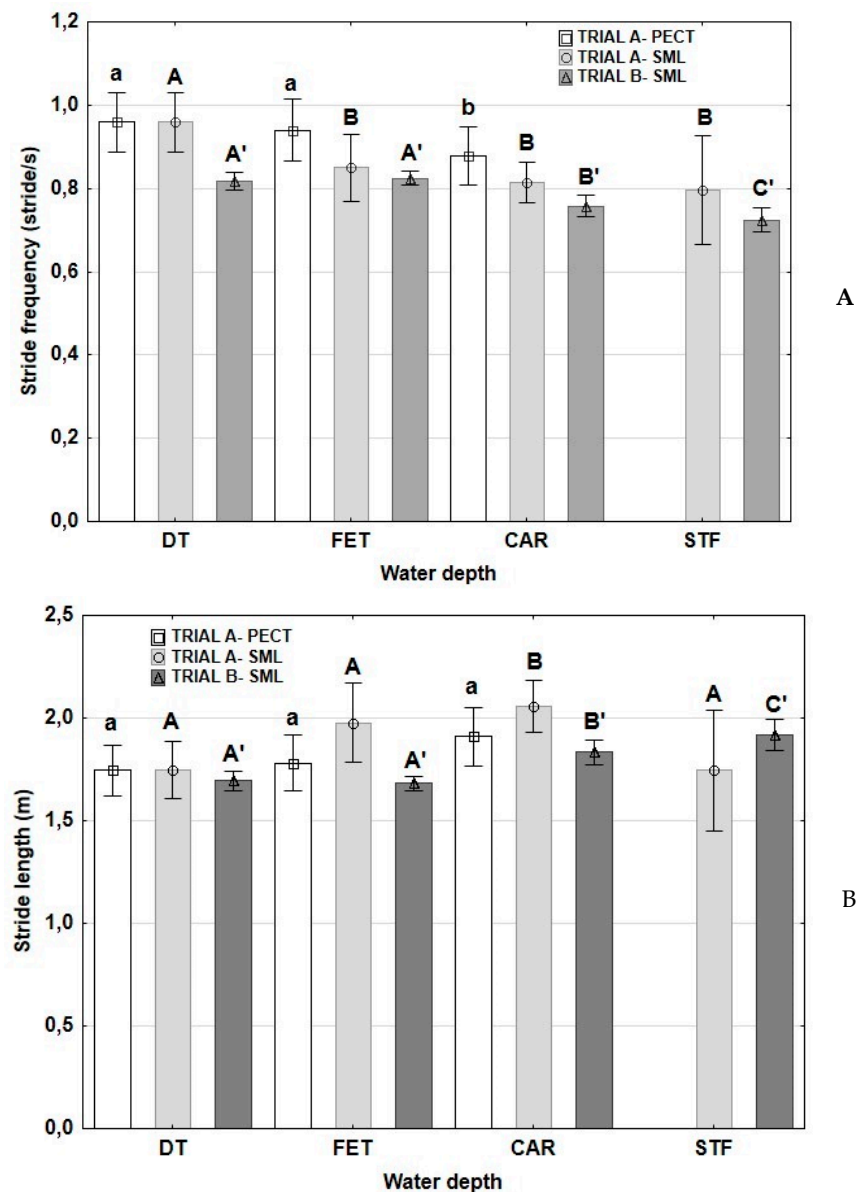 1,2
TRIAL A- PECT
TRIAL A- SML
TRIAL B- SML
a A a
b B
1,0
B B
A' A'
B' C'
0,8
0,6
0,4
0,2
0,0
Stride frequency (stride/s)
DT FET CAR STF
Water depth
A
2,5
TRIAL A- PECT
TRIAL A- SML
TRIAL B- SML
A B
a A a a A C'
A' A' B'
2,0
1,5
1,0
0,5
0,0
Stride length (m)
DT FET CAR STF
Water depth
B